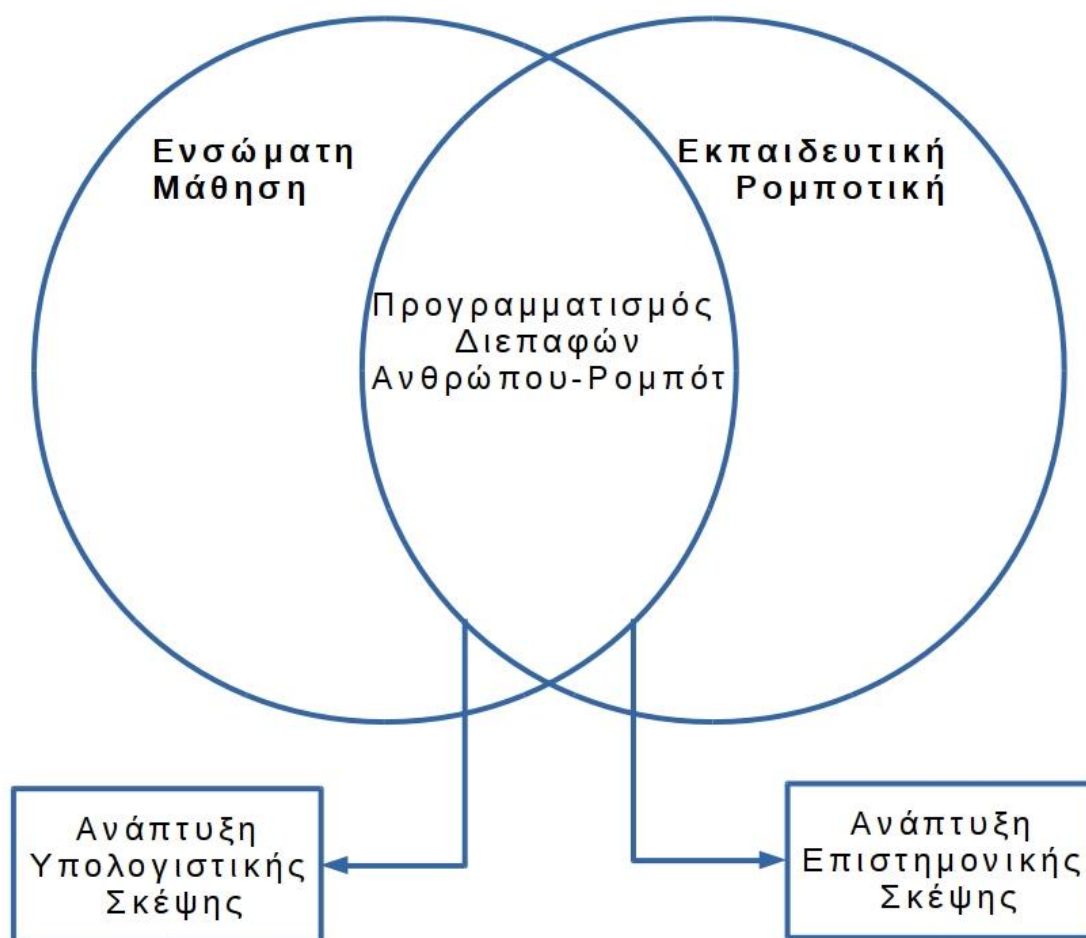 Ενσώματη
Μάθηση
Εκπαιδευτική
Ρομποτική
Προγραμματισμός
Διεπαφών
Ανθρώπου-Ρομπότ
Ανάπτυξη
Υπολογιστικής
Σκέψης
Ανάπτυξη
Επιστημονικής
Σκέψης